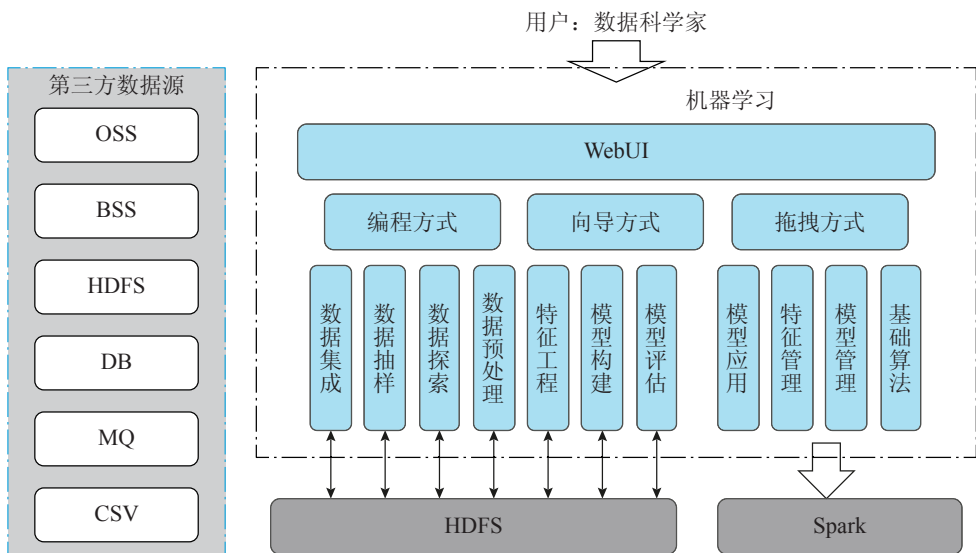 用户：数据科学家
第三方数据源
OSS
BSS
HDFS
DB
MQ
CSV
机器学习
WebUI
编程方式
向导方式
拖拽方式
数据集成
数据抽样
数据探索
数据预处理
特征工程
模型构建
模型评估
模型应用
特征管理
模型管理
基础算法
HDFS
Spark